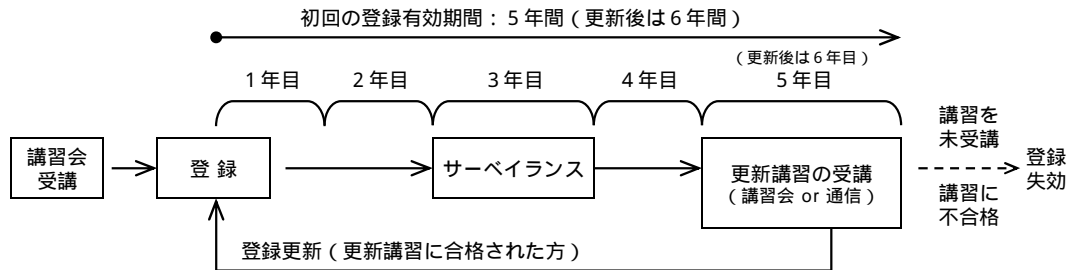 初回の登録有効期間：５年間（更新後は６年間）
（更新後は６年目）
１年目
２年目
３年目
４年目
５年目
講習会
受講
登 録
サーベイランス
更新講習の受講
（講習会 or 通信）
講習を
未受講
講習に
不合格
登録
失効
登録更新（更新講習に合格された方）